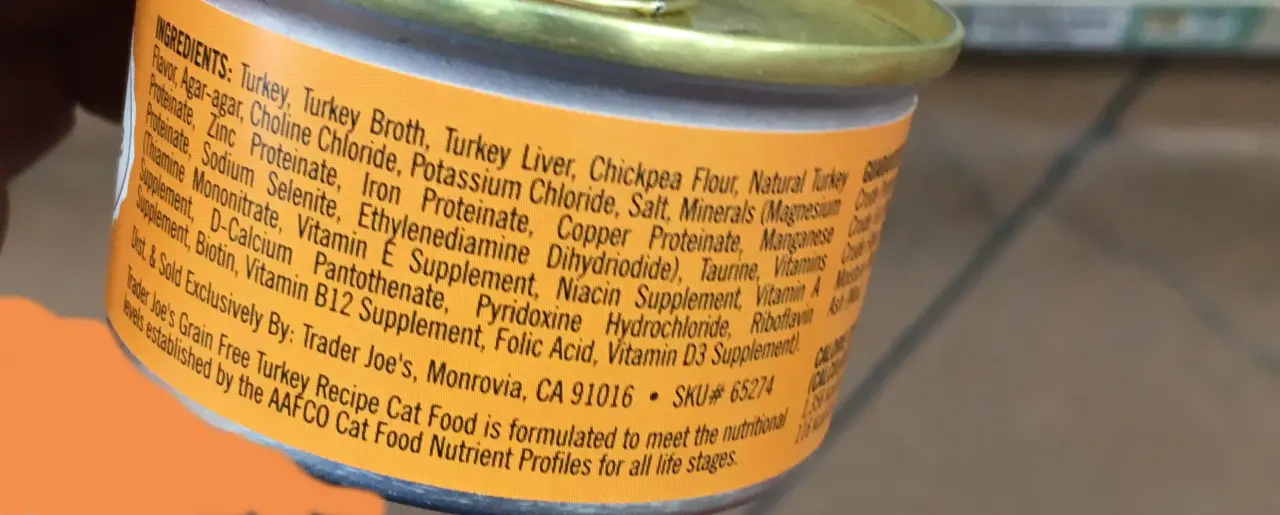 INGREDIENTS: Turkey, Turkey Broth, Turkey Liver, Chickpea Flour, Natural Turkey
Flavor, Agar-agar, Choline Chloride, Potassium Chloride, Salt, Minerals (Magnesium
Proteinate, Zinc Proteinate, Iron Proteinate, Copper Proteinate, Manganese
Proteinate, Sodium Selenite, Ethylenediamine Dihydriodide), Taurine, Vitamins
(Thiamine Mononitrate, Vitamin E Supplement, Niacin Supplement, Vitamin A
Supplement, D-Calcium Pantothenate, Pyridoxine Hydrochloride, Riboflavin
Supplement, Biotin, Vitamin B12 Supplement, Folic Acid, Vitamin D3 Supplement).
Dist. & Sold Exclusively By: Trader Joe's, Monrovia, CA 91016 • SKU# 65274
Trader Joe's Grain Free Turkey Recipe Cat Food is formulated to meet the nutritional
levels established by the AAFCO Cat Food Nutrient Profiles for all life stages.
Crude
Crude
Crude